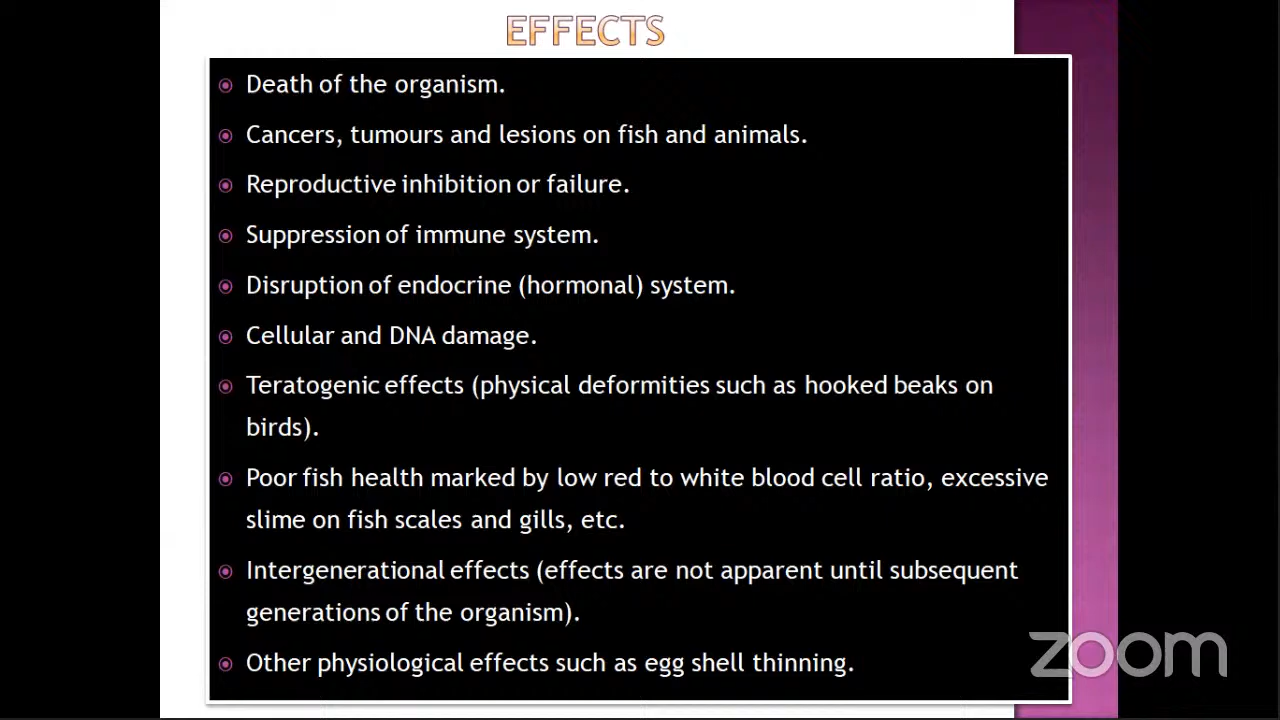 EFFECTS
Death of the organism.
Cancers, tumours and lesions on fish and animals.
Reproductive inhibition or failure.
Suppression of immune system.
Disruption of endocrine (hormonal) system.
Cellular and DNA damage.
Teratogenic effects (physical deformities such as hooked beaks on
birds).
Poor fish health marked by low red to white blood cell ratio, excessive
slime on fish scales and gills, etc.
Intergenerational effects (effects are not apparent until subsequent
generations of the organism).
Other physiological effects such as egg shell thinning.
zoom